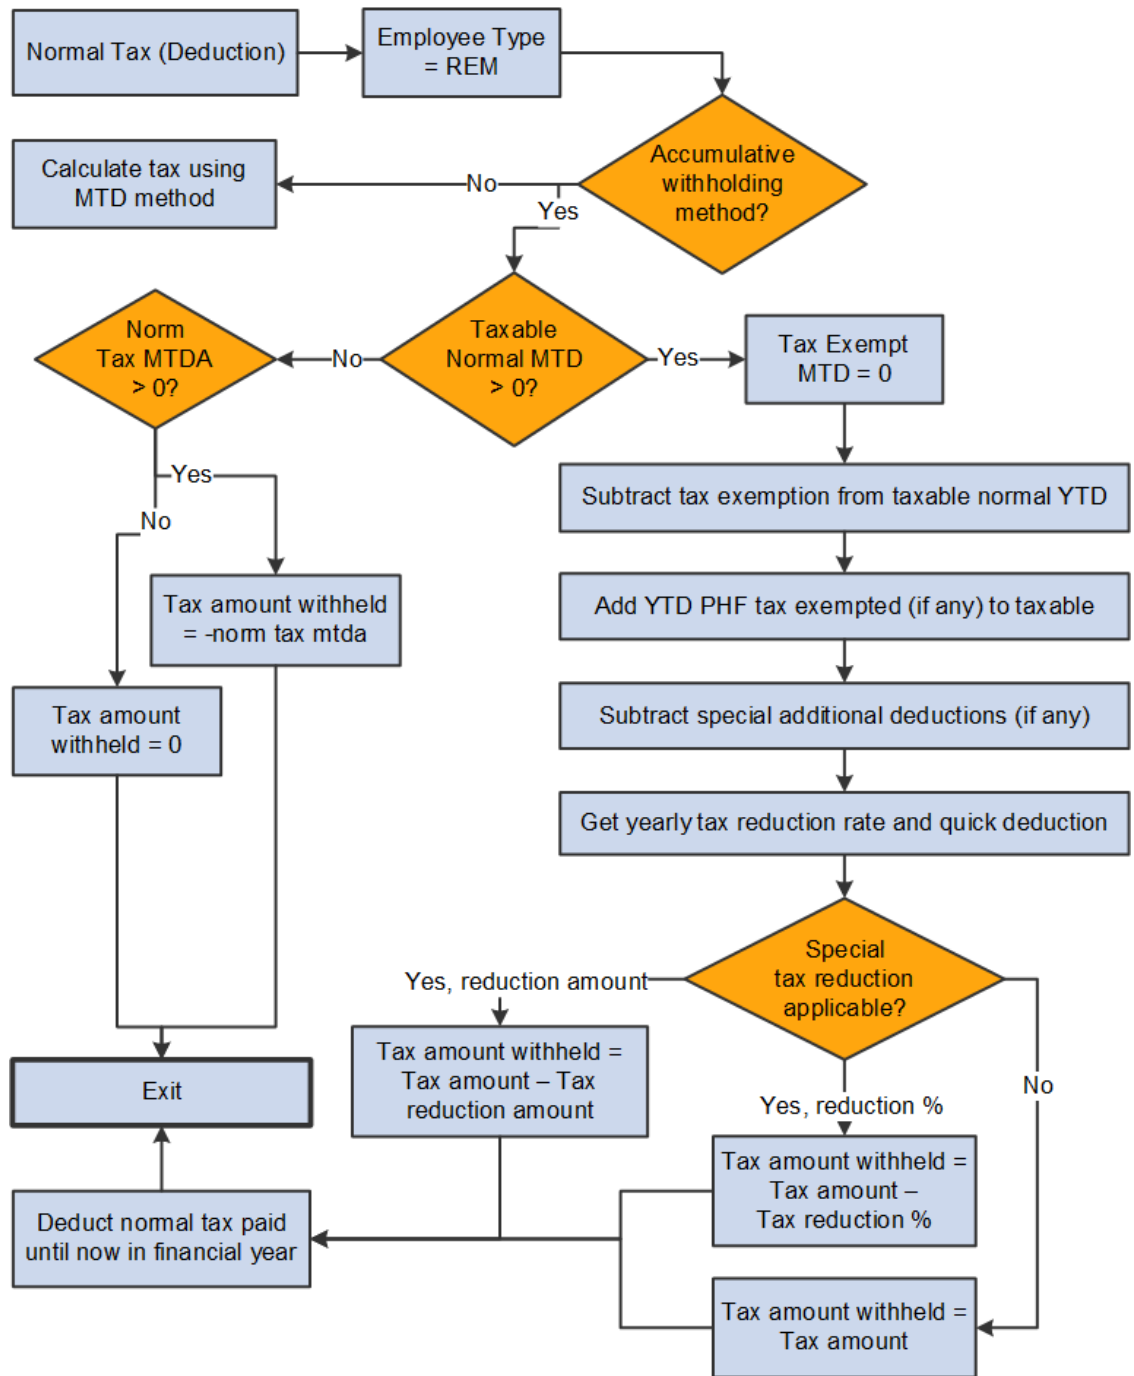 Normal Tax (Deduction)
Employee Type
= REM
Accumulative
withholding
method?
Calculate tax using
MTD method
No
Yes
Norm
Tax MTDA
> 0?
No
Taxable
Normal MTD
> 0?
Yes
Tax Exempt
MTD = 0
Yes
No
Subtract tax exemption from taxable normal YTD
Tax amount withheld
= -norm tax mtda
Add YTD PHF tax exempted (if any) to taxable
Tax amount
withheld = 0
Subtract special additional deductions (if any)
Get yearly tax reduction rate and quick deduction
Special
tax reduction
applicable?
Yes, reduction amount
Tax amount withheld =
Tax amount – Tax
reduction amount
Exit
No
Yes, reduction %
Tax amount withheld =
Tax amount –
Tax reduction %
Deduct normal tax paid
until now in financial year
Tax amount withheld =
Tax amount